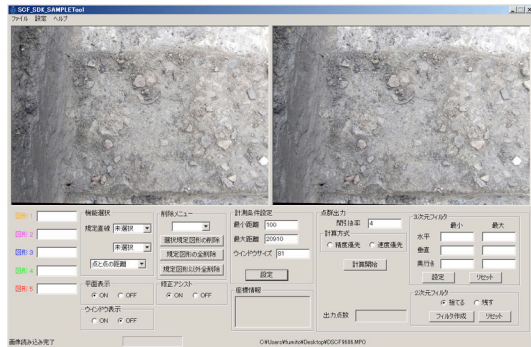 SCF_SDK_SAMPLETool
ファイル 設定 ヘルプ
図形 1
図形 2
図形 3
図形 4
図形 5
機能選択
規定直線 未選択
未選択
点と点の距離
平面表示
ON OFF
ウインドウ表示
ON OFF
削除メニュー
選択規定図形の削除
規定図形の全削除
規定図形以外全削除
修正アシスト
ON OFF
計測条件設定
最小距離 100
最大距離 20910
ウインドウサイズ 81
設定
座標情報
点群出力
間引き率 4
計算方式
精度優先 速度優先
計算開始
出力点数
3次元フィルタ
最小 最大
水平
垂直
奥行き
設定 リセット
2次元フィルタ
捨てる 残す
フィルタ作成 リセット
画像読み込み完了
C:¥Users¥fumito¥Desktop¥DSCF9686.MPO